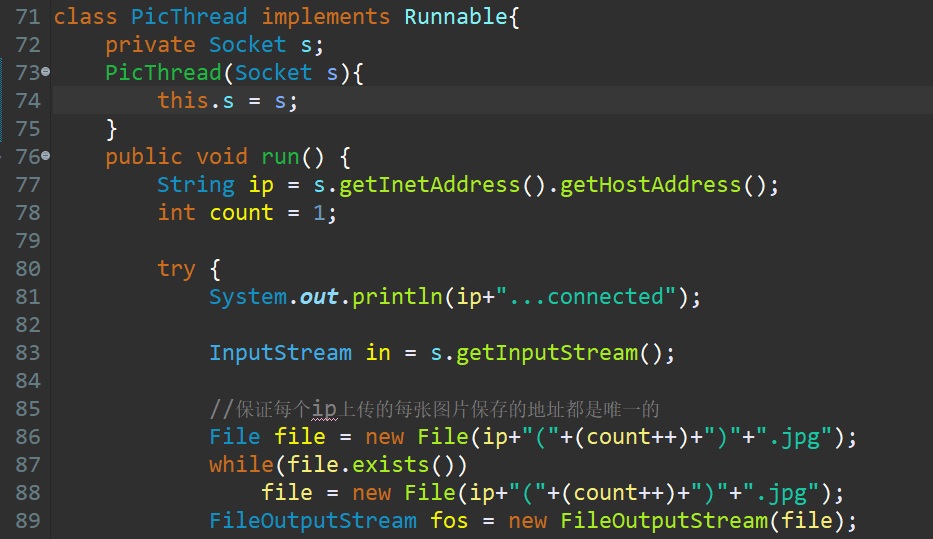 71 class PicThread implements Runnable{
72     private Socket s;
73     PicThread(Socket s){
74         this.s = s;
75     }
76     public void run() {
77         String ip = s.getInetAddress().getHostAddress();
78         int count = 1;
79
80         try {
81             System.out.println(ip+"...connected");
82
83             InputStream in = s.getInputStream();
84
85             //保证每个ip上传的每张图片保存的地址都是唯一的
86             File file = new File(ip+"("+(count++)+")"+".jpg");
87             while(file.exists())
88                 file = new File(ip+"("+(count++)+")"+".jpg");
89             FileOutputStream fos = new FileOutputStream(file);